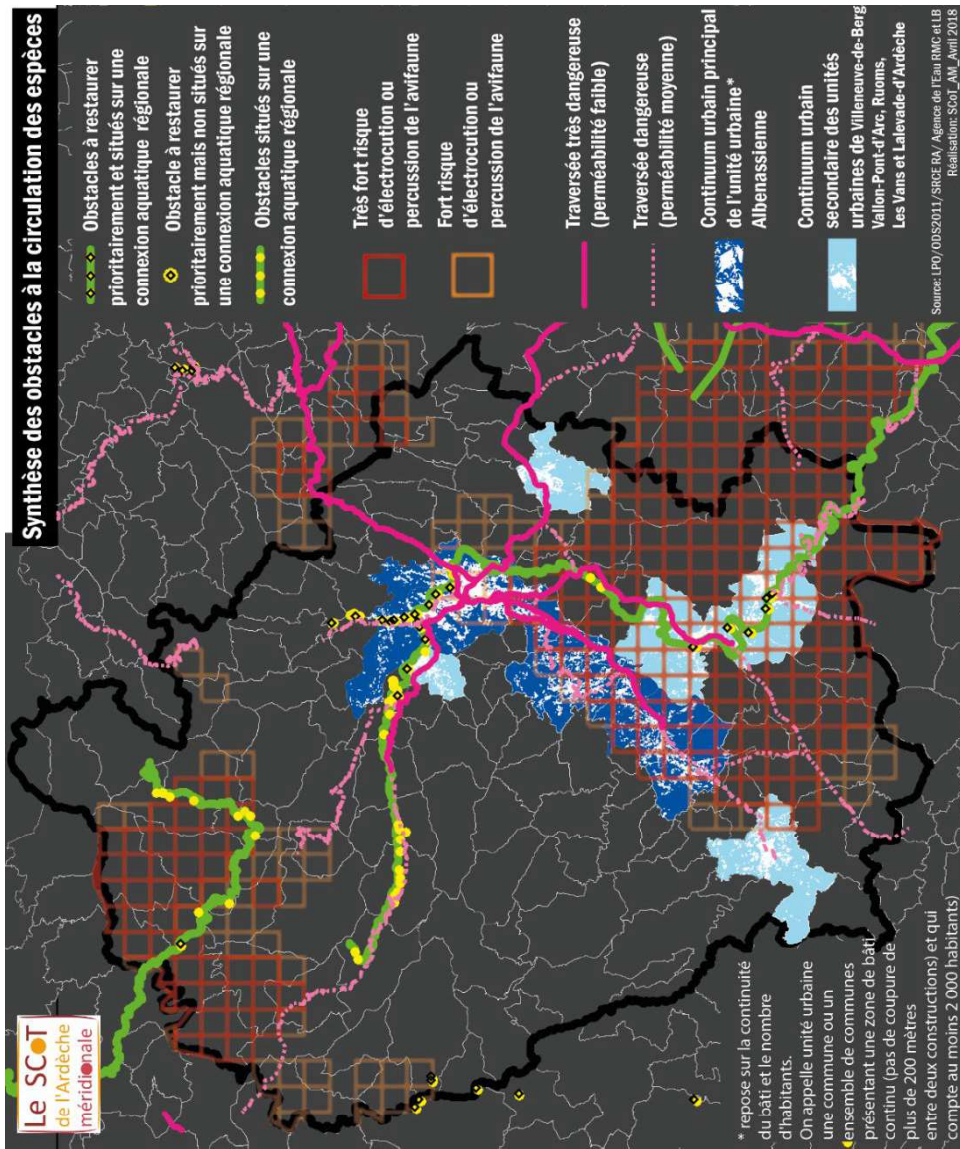 Synthèse des obstacles à la circulation des espèces
Le SCoT
de l'Ardèche
méridionale
Obstacles à restaurer
prioritairement et situés sur une
connexion aquatique régionale
Obstacle à restaurer
prioritairement mais non situés sur
une connexion aquatique régionale
Obstacles situés sur une
connexion aquatique régionale
Très fort risque
d'électrocution ou
percussion de l'avifaune
Fort risque
d'électrocution ou
percussion de l'avifaune
Traversée très dangereuse
(perméabilité faible)
Traversée dangereuse
(perméabilité moyenne)
Continuum urbain principal
de l'unité urbaine*
Albenassienne
Continuum urbain
secondaire des unités
urbaines de Villeneuve-de-Berg
Vallon-Pont-d'Arc, Ruoms,
Les Vans et Lalevade-d'Ardèche
Source: LPO/ODS2011/SRCE RA/ Agence de l'Eau RMC et LB
Réalisation: SCoT_AM_Avril 2018
* repose sur la continuité
du bâti et le nombre
d'habitants.
On appelle unité urbaine
une commune ou un
ensemble de communes
présentant une zone de bâti
continu (pas de coupure de
plus de 200 mètres
entre deux constructions) et qui
compte au moins 2 000 habitants)